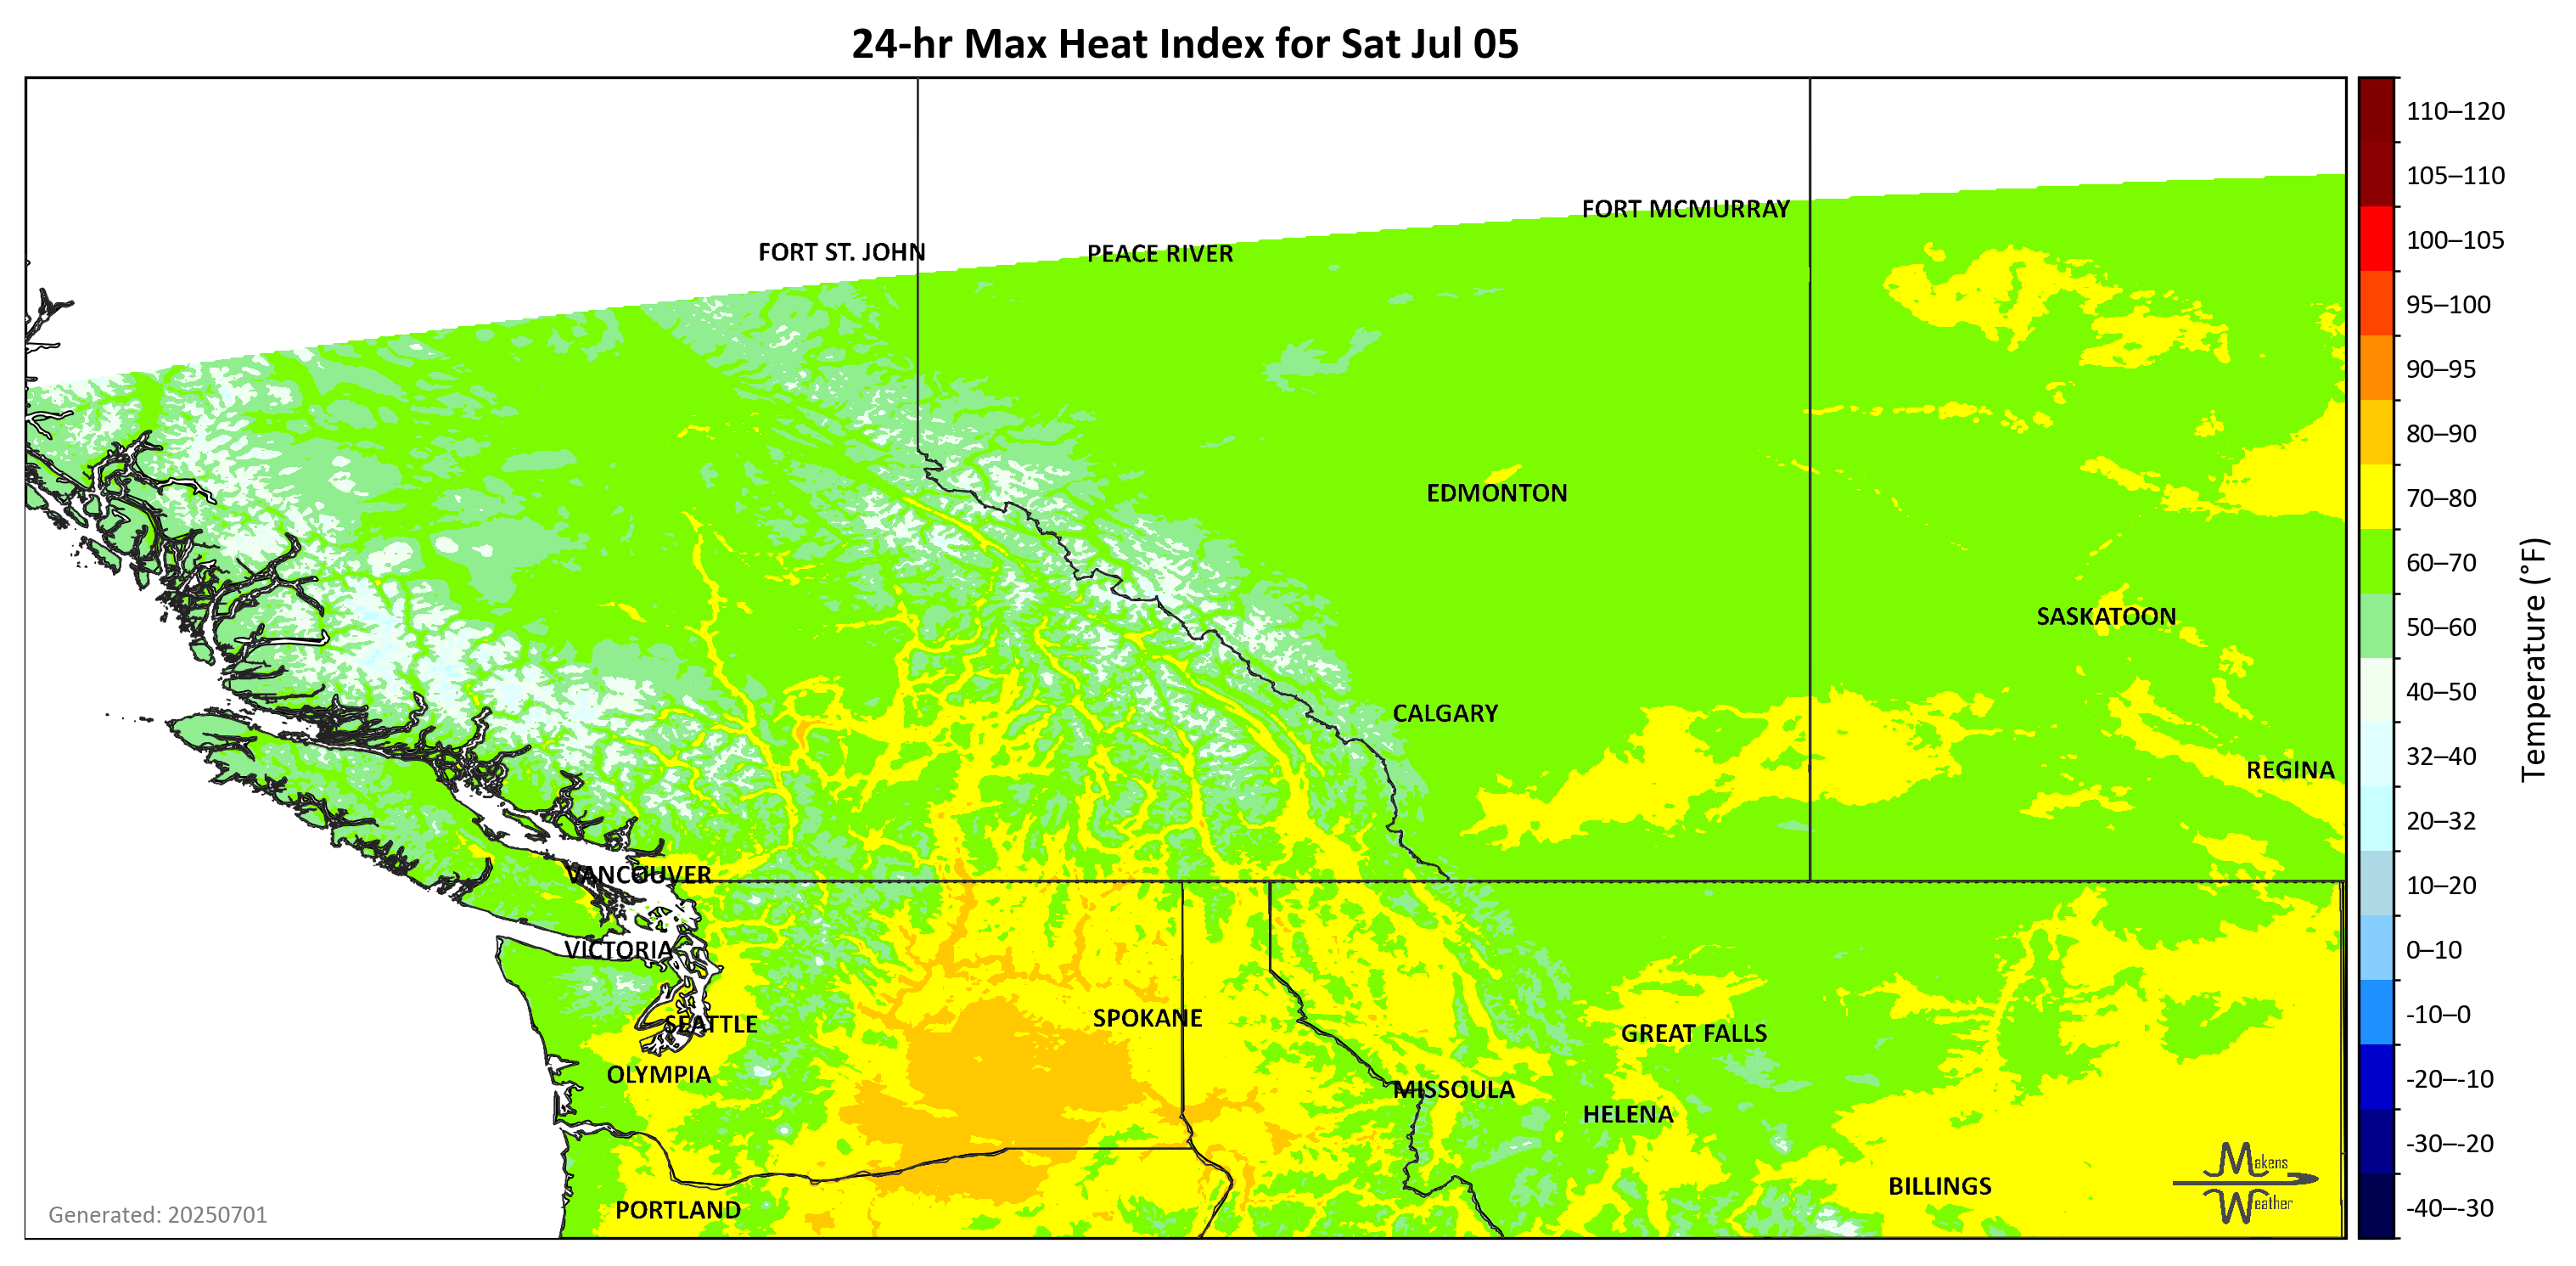 24-hr Max Heat Index for Sat Jul 05
FORT MCMURRAY
FORT ST. JOHN
PEACE RIVER
EDMONTON
SASKATOON
CALGARY
REGINA
VANCOUVER
VICTORIA
SEATTLE
SPOKANE
GREAT FALLS
OLYMPIA
MISSOULA
HELENA
BILLINGS
PORTLAND
Makens
Weather
Generated: 20250701
110–120
105–110
100–105
95–100
90–95
80–90
70–80
60–70
50–60
40–50
32–40
20–32
10–20
0–10
-10–0
-20–-10
-30–-20
-40–-30
Temperature (°F)